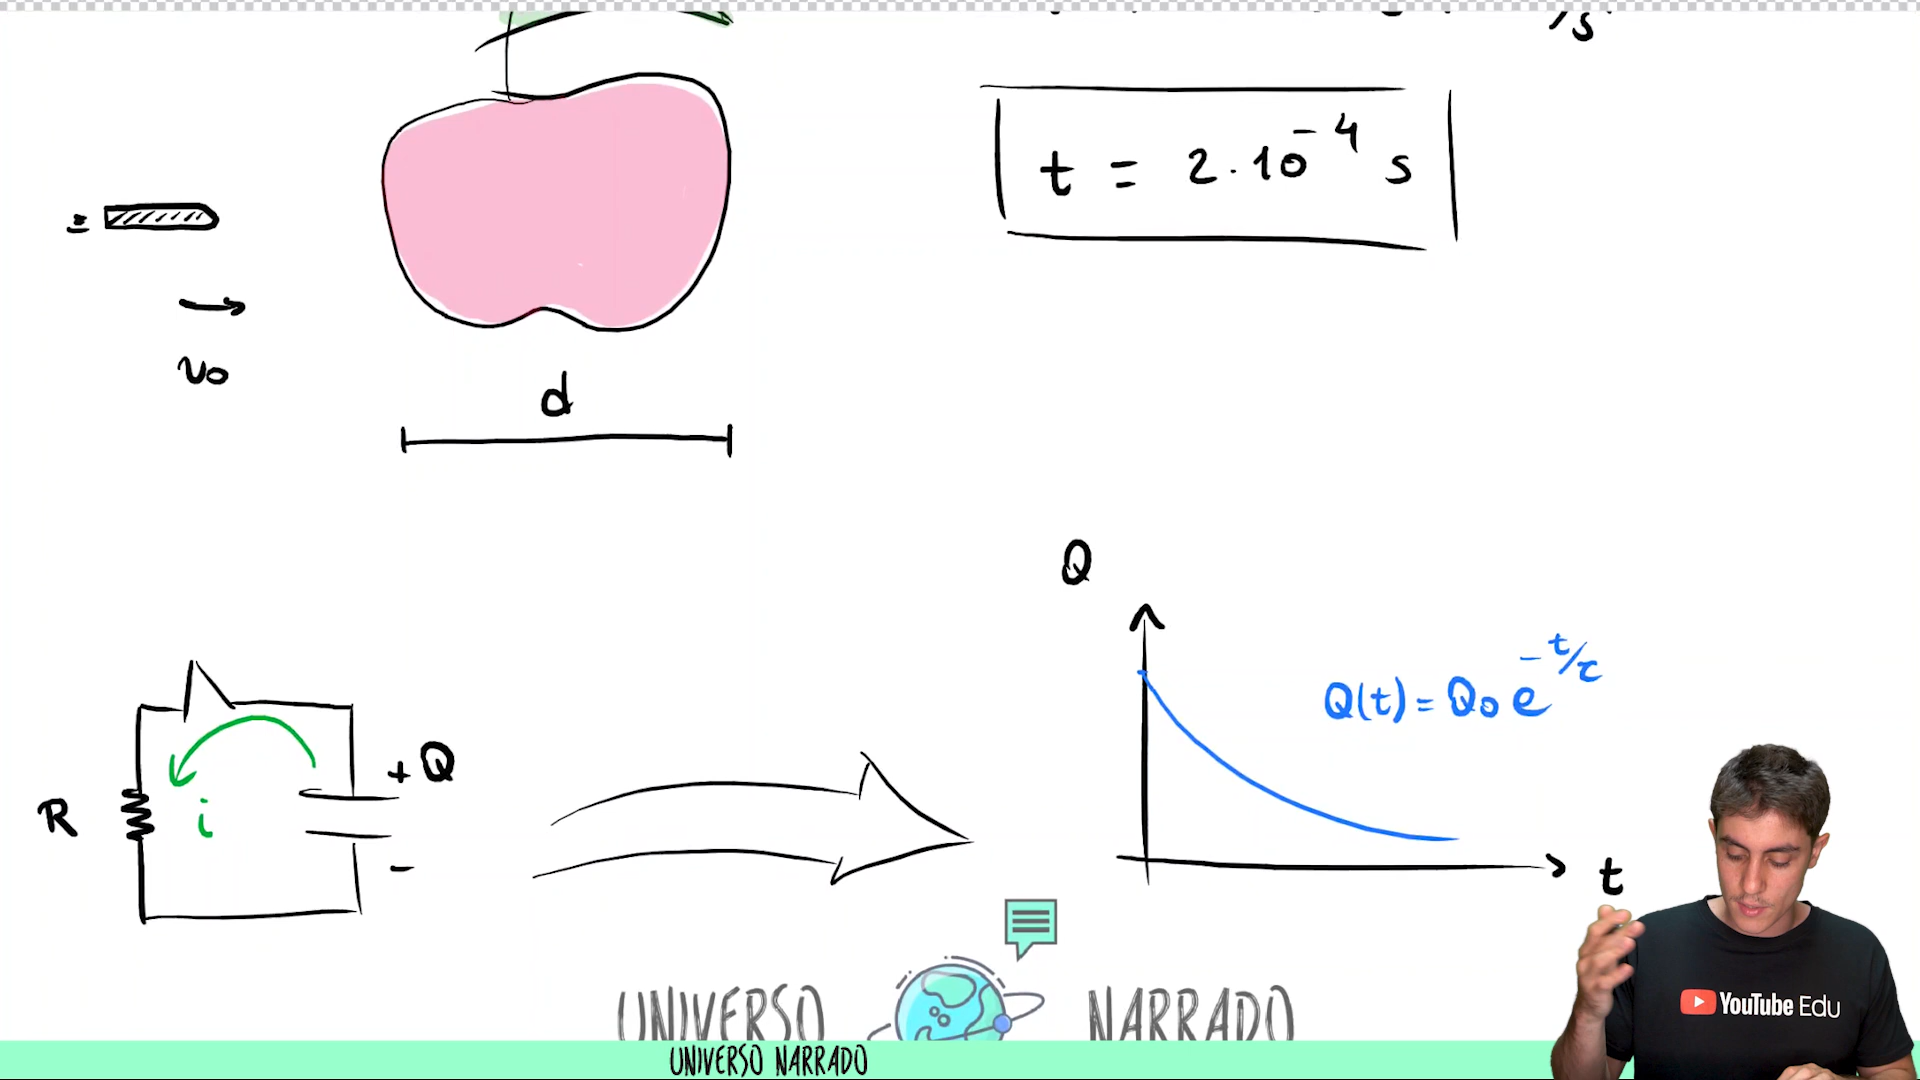 /s
t = 2.10^-4 s
v0
d
Q
Q(t) = Q0 e^-t/τ
+ Q
R
i
-
t
UNIVERSO NARRADO
YouTube Edu
UNIVERSO NARRADO